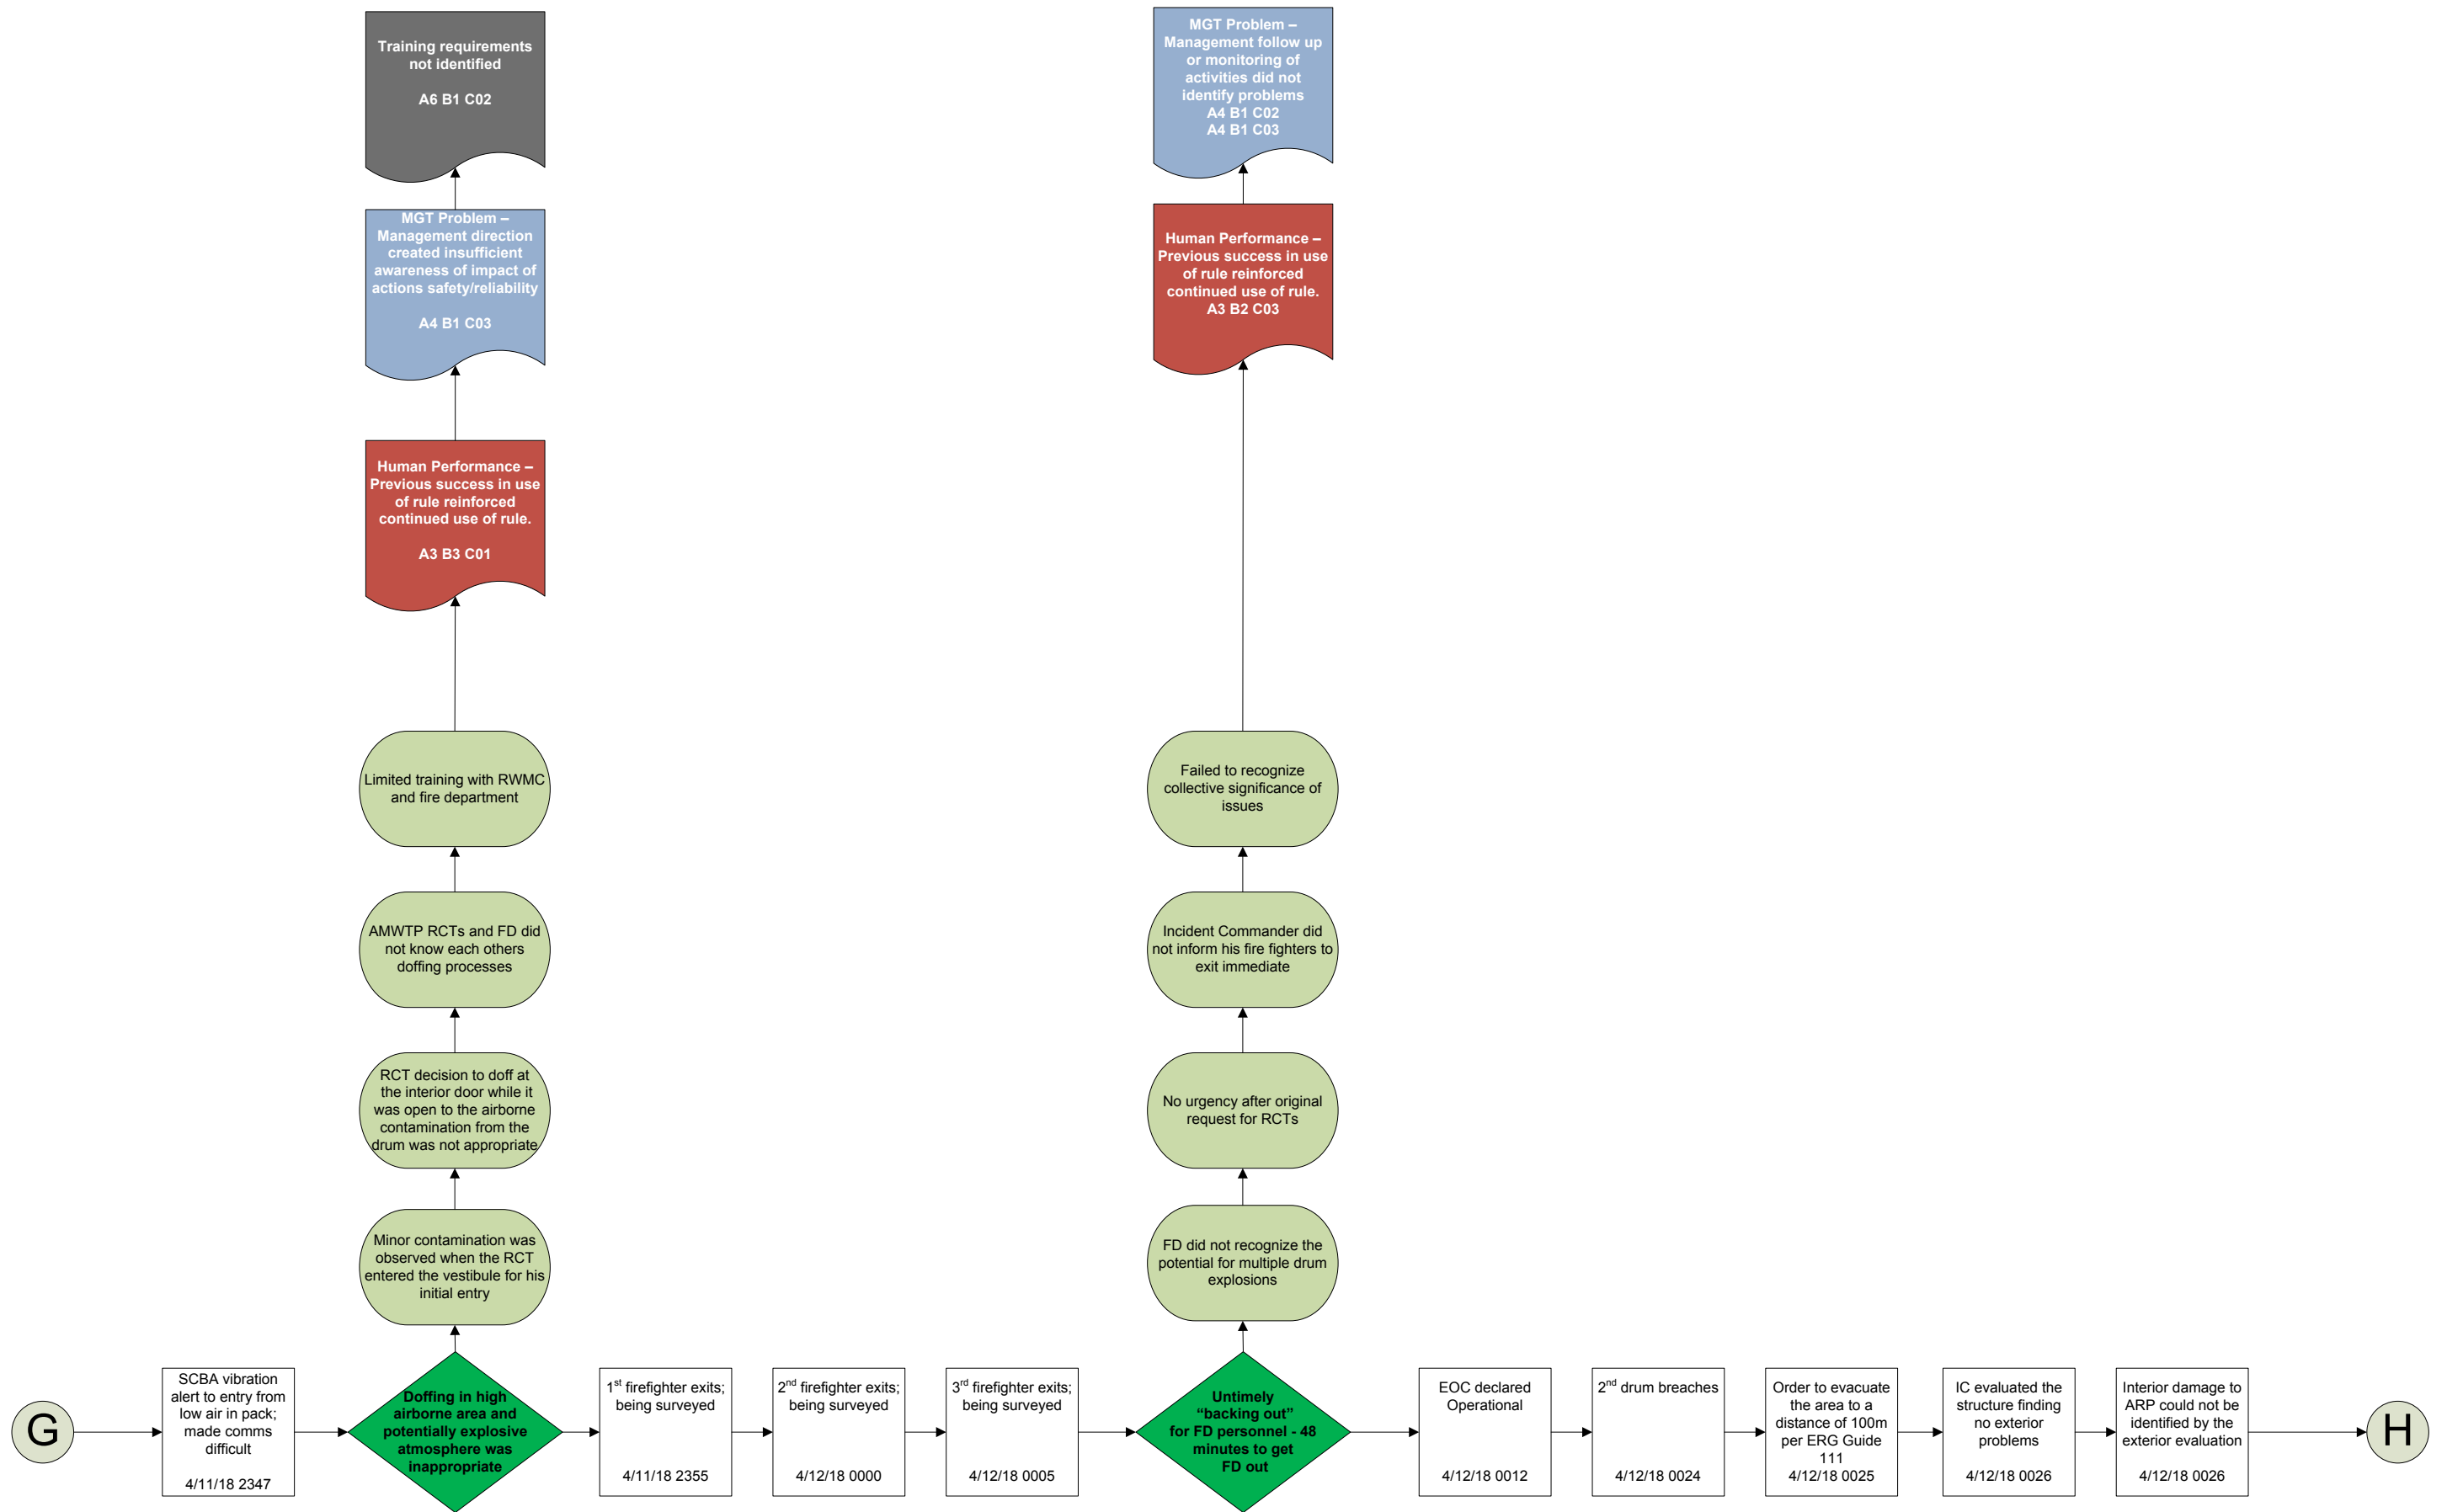 Training requirements
not identified
A6 B1 C02
MGT Problem –
Management direction
created insufficient
awareness of impact of
actions safety/reliability
A4 B1 C03
Human Performance –
Previous success in use
of rule reinforced
continued use of rule.
A3 B3 C01
Limited training with RWMC
and fire department
AMWTP RCTs and FD did
not know each others
doffing processes
RCT decision to doff at
the interior door while it
was open to the airborne
contamination from the
drum was not appropriate
Minor contamination was
observed when the RCT
entered the vestibule for his
initial entry
MGT Problem –
Management follow up
or monitoring of
activities did not
identify problems
A4 B1 C02
A4 B1 C03
Human Performance –
Previous success in use
of rule reinforced
continued use of rule.
A3 B2 C03
Failed to recognize
collective significance of
issues
Incident Commander did
not inform his fire fighters to
exit immediate
No urgency after original
request for RCTs
FD did not recognize the
potential for multiple drum
explosions
G
SCBA vibration
alert to entry from
low air in pack;
made comms
difficult
4/11/18 2347
Doffing in high
airborne area and
potentially explosive
atmosphere was
inappropriate
1st firefighter exits;
being surveyed
4/11/18 2355
2nd firefighter exits;
being surveyed
4/12/18 0000
3rd firefighter exits;
being surveyed
4/12/18 0005
Untimely
“backing out”
for FD personnel - 48
minutes to get
FD out
EOC declared
Operational
4/12/18 0012
2nd drum breaches
4/12/18 0024
Order to evacuate
the area to a
distance of 100m
per ERG Guide
111
4/12/18 0025
IC evaluated the
structure finding
no exterior
problems
4/12/18 0026
Interior damage to
ARP could not be
identified by the
exterior evaluation
4/12/18 0026
H